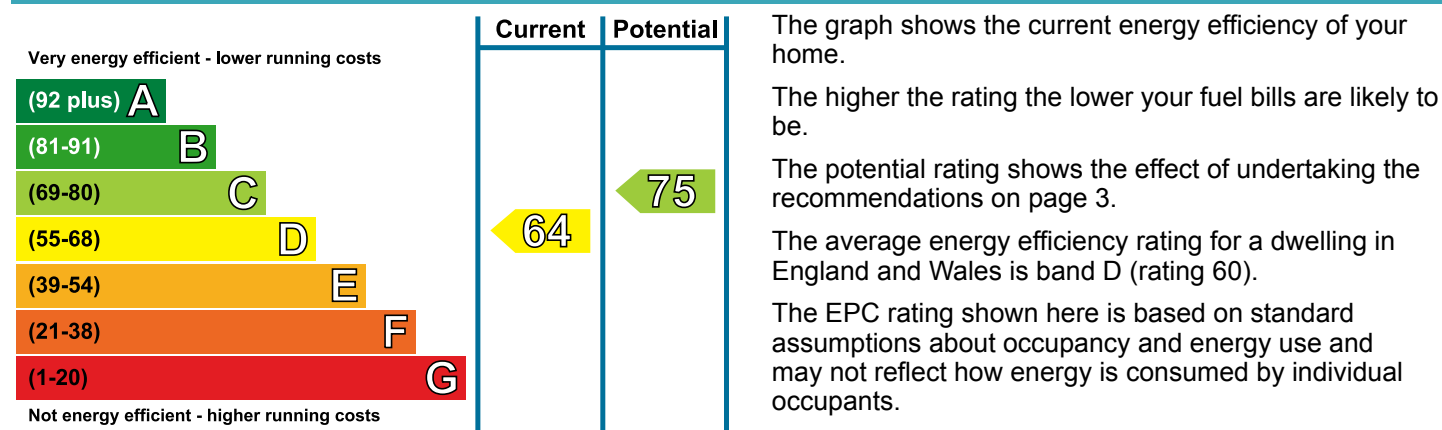 Current Potential
Very energy efficient - lower running costs
(92 plus) A
(81-91) B
(69-80) C
(55-68) D
(39-54) E
(21-38) F
(1-20) G
Not energy efficient - higher running costs
64
75
The graph shows the current energy efficiency of your
home.
The higher the rating the lower your fuel bills are likely to
be.
The potential rating shows the effect of undertaking the
recommendations on page 3.
The average energy efficiency rating for a dwelling in
England and Wales is band D (rating 60).
The EPC rating shown here is based on standard
assumptions about occupancy and energy use and
may not reflect how energy is consumed by individual
occupants.